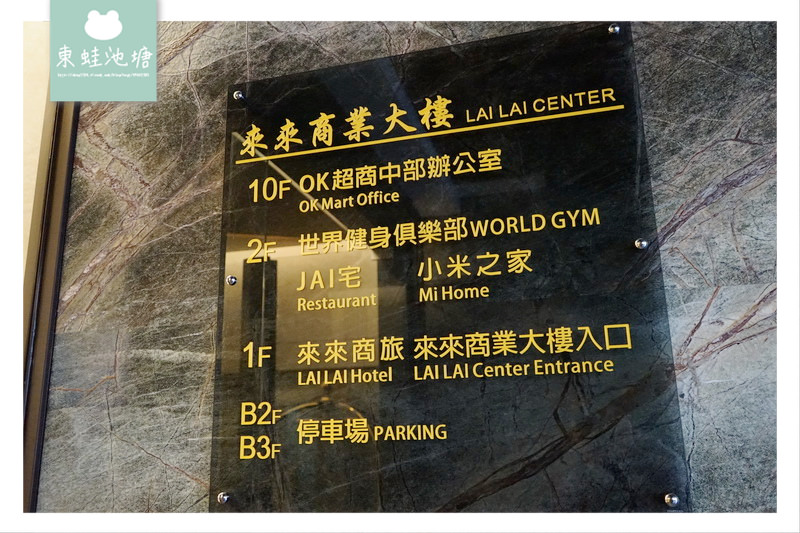 東蛙池塘
來來商業大樓 LAI LAI CENTER
10F OK超商中部辦公室
OK Mart Office
2F 世界健身俱樂部 WORLD GYM
JAI宅 小米之家
Restaurant Mi Home
1F 來來商旅 來來商業大樓入口
LAI LAI Hotel LAI LAI Center Entrance
B2F
停車場 PARKING
B3F